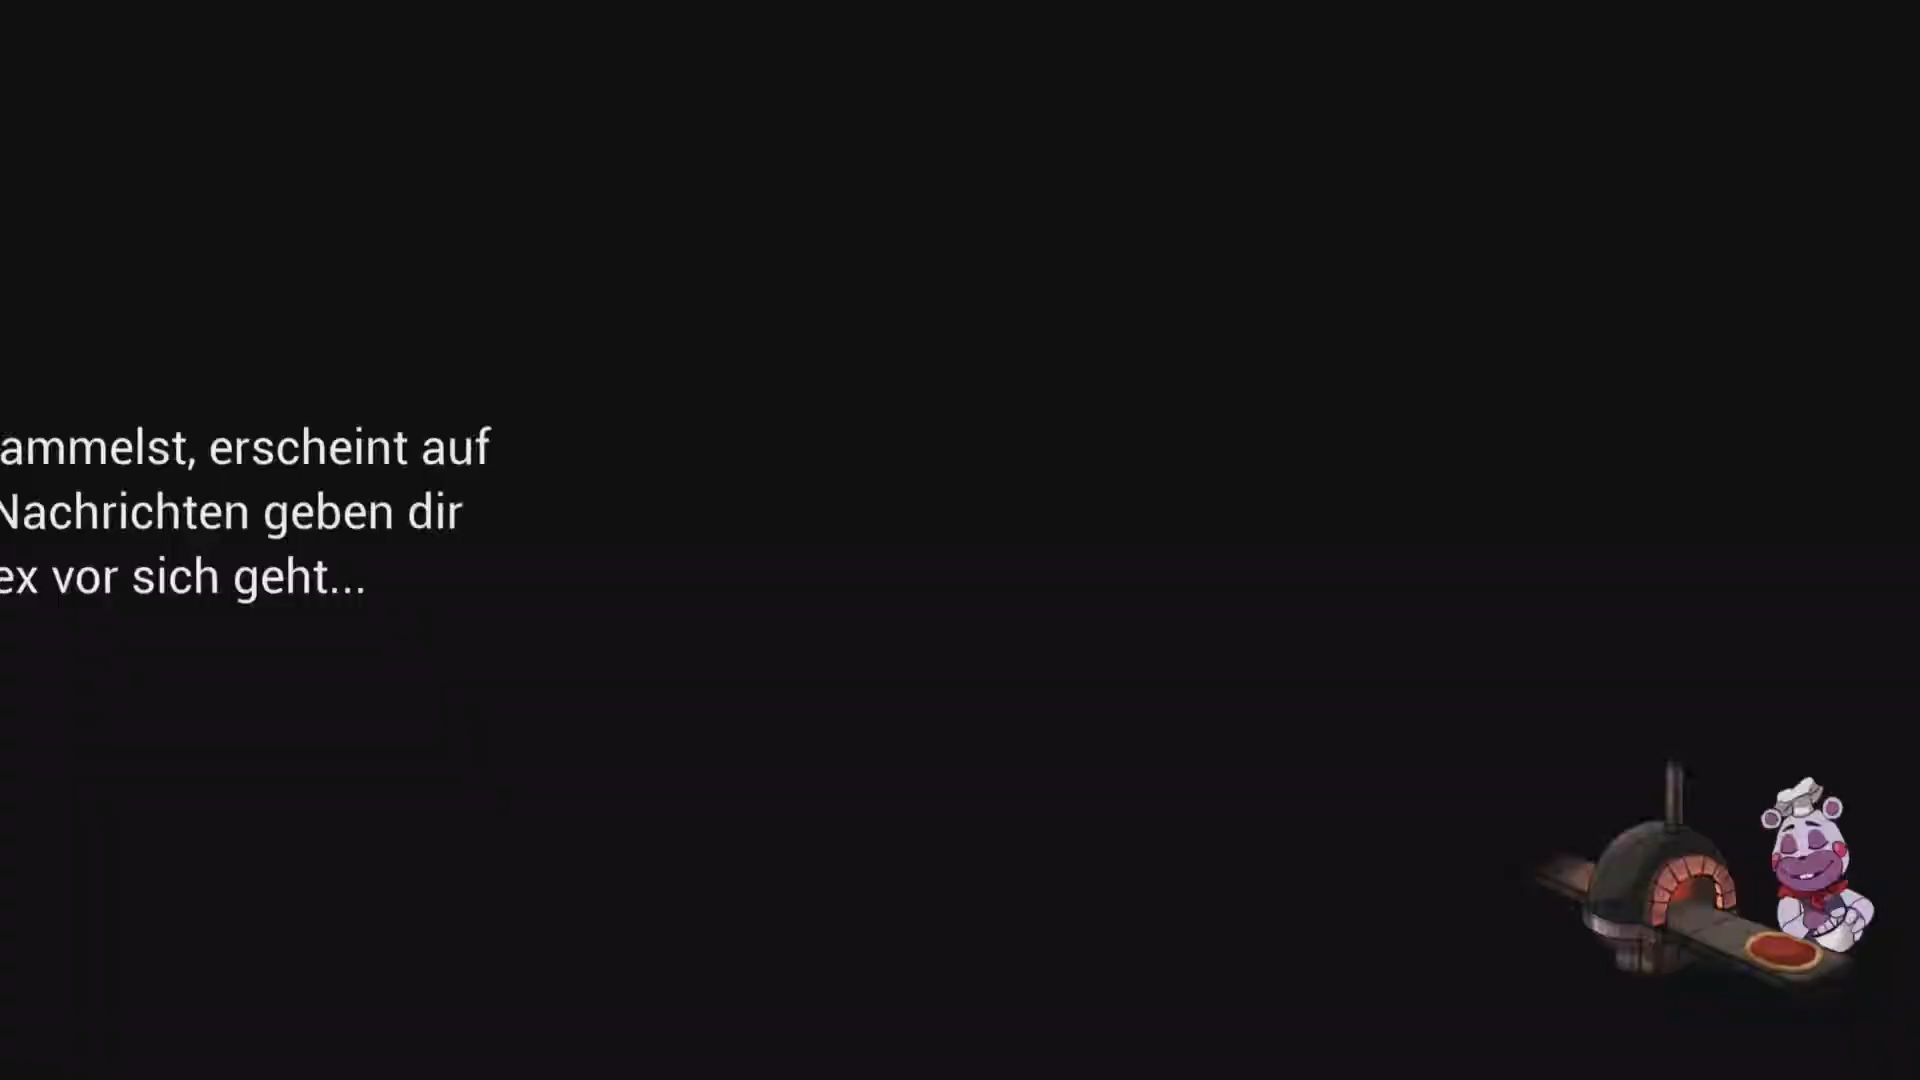 ammelst, erscheint auf
Nachrichten geben dir
ex vor sich geht...